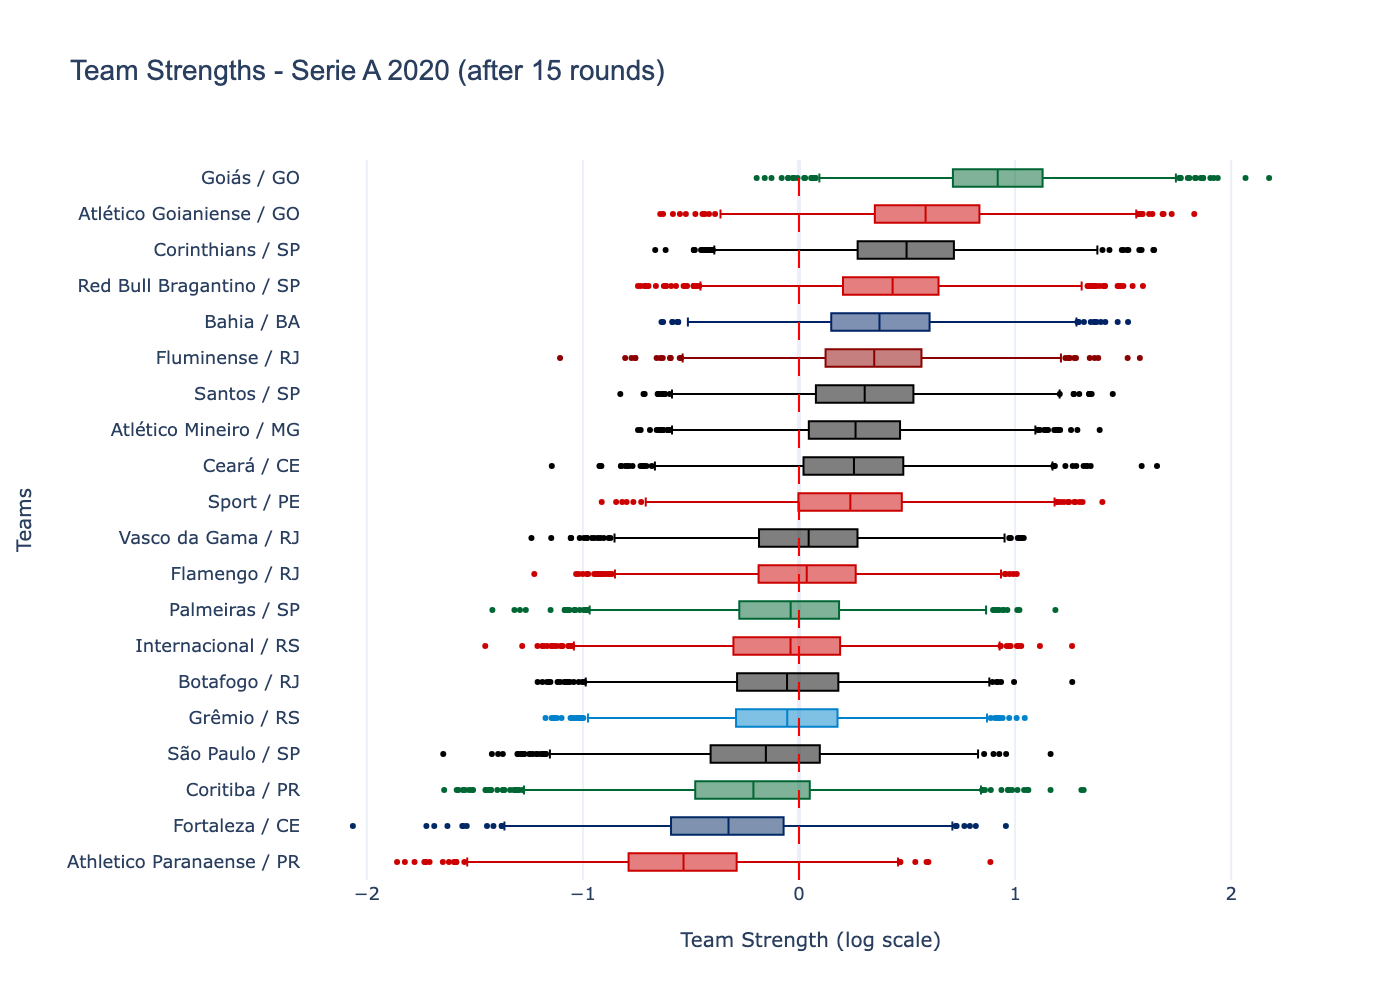 Team Strengths - Serie A 2020 (after 15 rounds)
Goiás / GO
Atlético Goianiense / GO
Corinthians / SP
Red Bull Bragantino / SP
Bahia / BA
Fluminense / RJ
Santos / SP
Atlético Mineiro / MG
Ceará / CE
Sport / PE
Vasco da Gama / RJ
Flamengo / RJ
Palmeiras / SP
Internacional / RS
Botafogo / RJ
Grêmio / RS
São Paulo / SP
Coritiba / PR
Fortaleza / CE
Athletico Paranaense / PR
Teams
−2 −1 0 1 2
Team Strength (log scale)